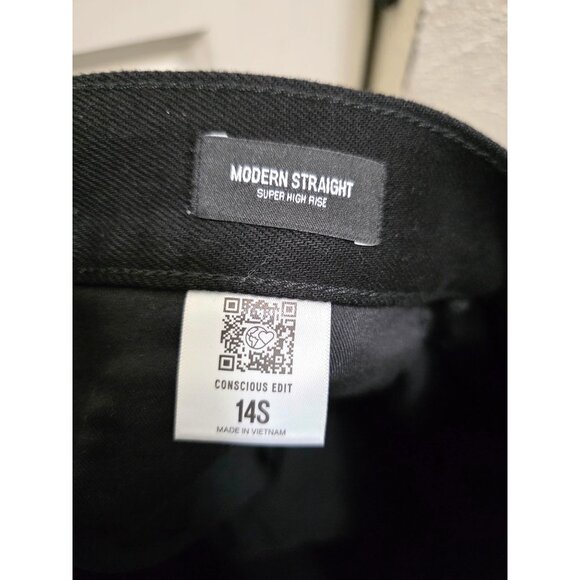 MODERN STRAIGHT
SUPER HIGH RISE
CONSCIOUS EDIT
14S
MADE IN VIETNAM